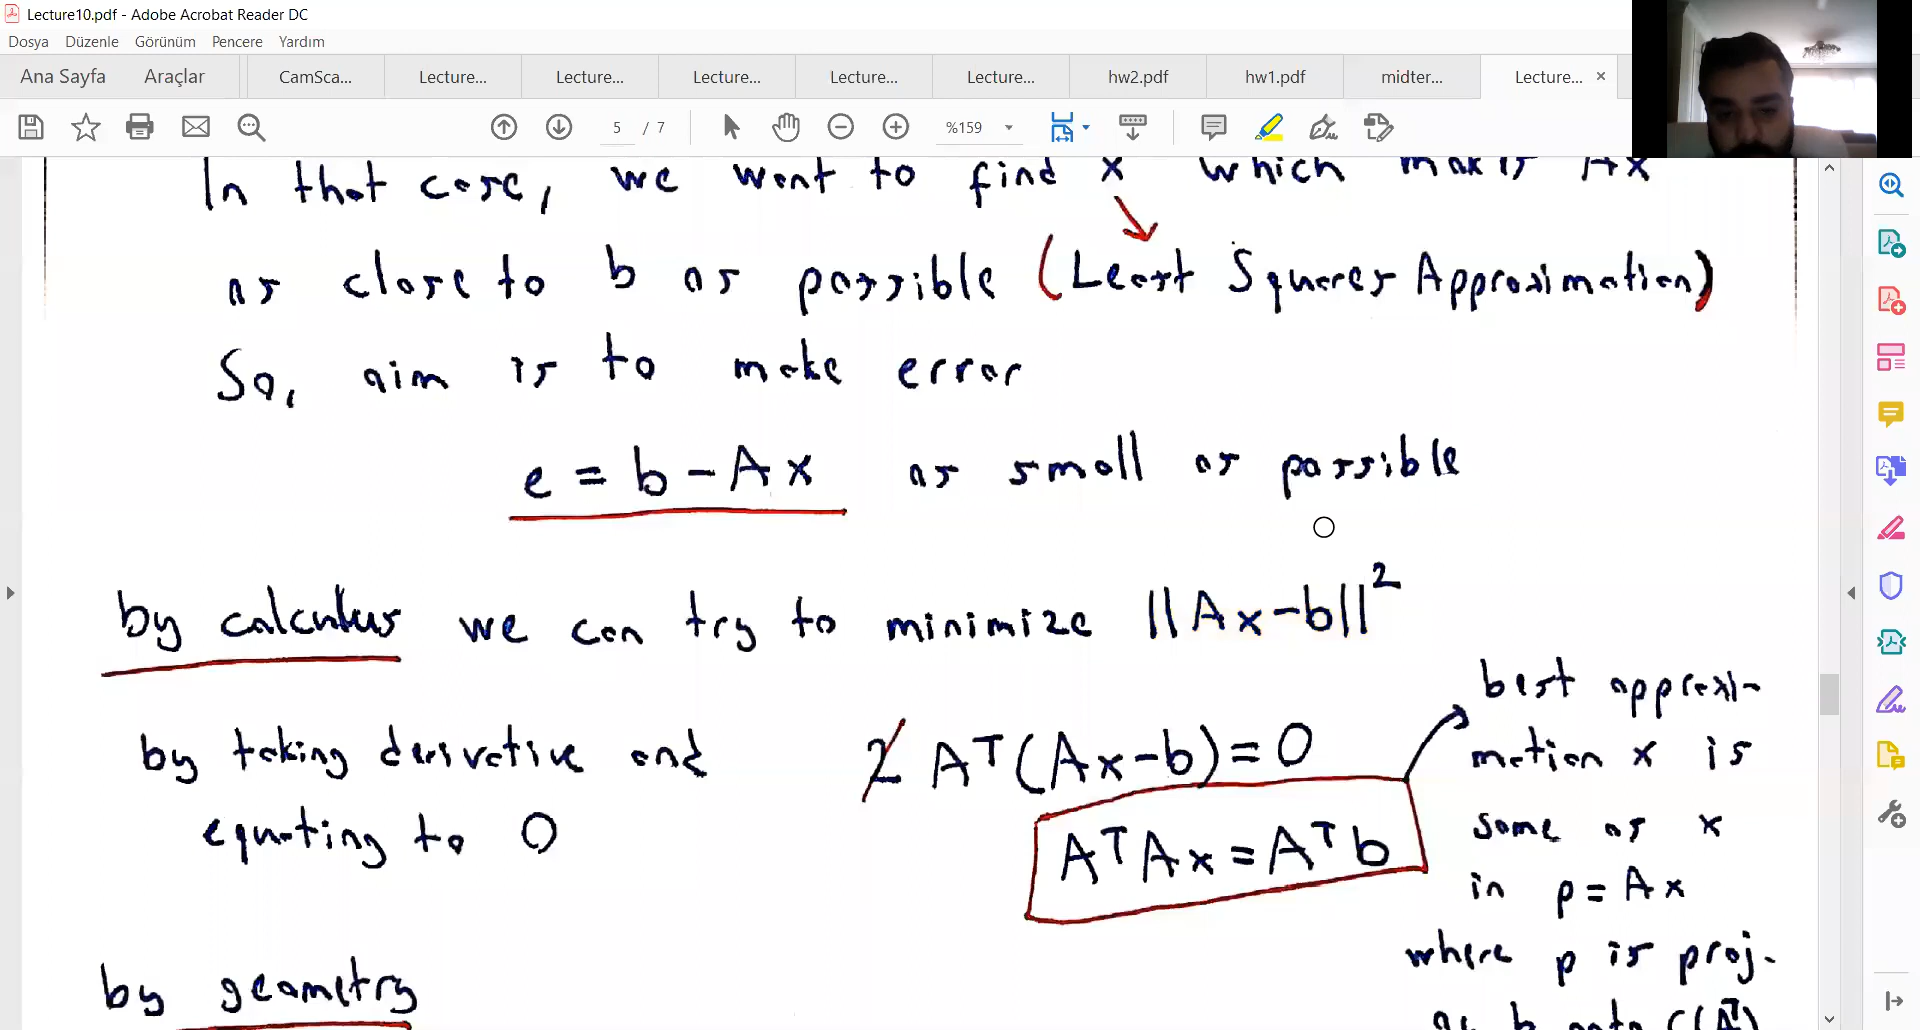 Lecture10.pdf - Adobe Acrobat Reader DC
Dosya Düzenle Görünüm Pencere Yardım
Ana Sayfa Araçlar CamSca... Lecture... Lecture... Lecture... Lecture... Lecture... hw2.pdf hw1.pdf midter... Lecture... ×
5 / 7 %159
In that case, we want to find x which makes Ax
as close to b as possible (Least Squares Approximation)
So, aim is to make error
e = b - Ax as small as possible
by calculus we can try to minimize ||Ax-b||²
by taking derivative and 2 Aᵀ(Ax-b)=0
equating to 0 AᵀAx=Aᵀb
best approxi-
mation x is
same as x
in p=Ax
where p is proj.
by geometry